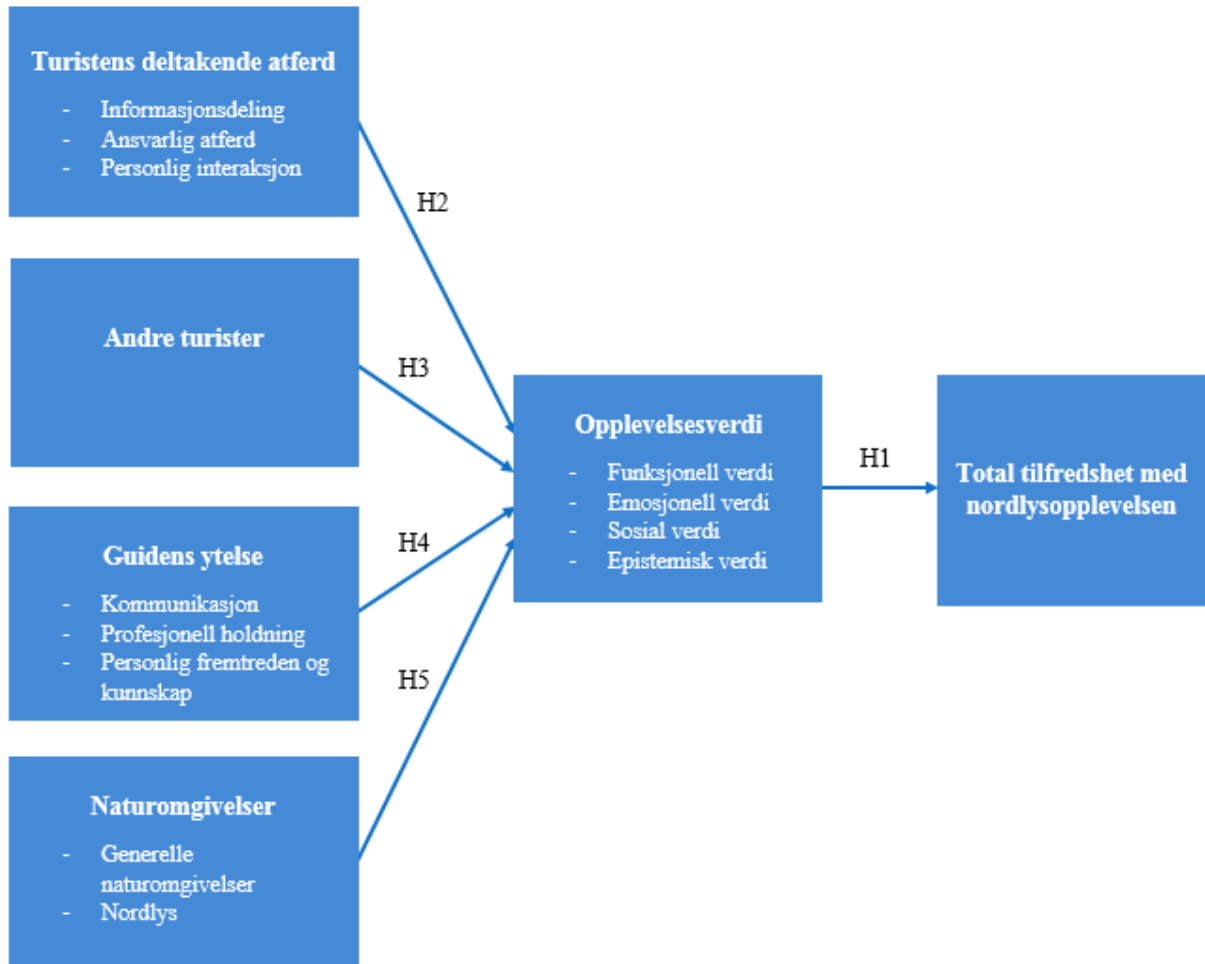 Turistens deltakende atferd
- Informasjonsdeling
- Ansvarlig atferd
- Personlig interaksjon
H2
Andre turister
H3
Guidens ytelse
- Kommunikasjon
- Profesjonell holdning
- Personlig fremtreden og
kunnskap
H4
Naturomgivelser
- Generelle
naturomgivelser
- Nordlys
H5
Opplevelsesverdi
- Funksjonell verdi
- Emosjonell verdi
- Sosial verdi
- Epistemisk verdi
H1
Total tilfredshet med
nordlysopplevelsen